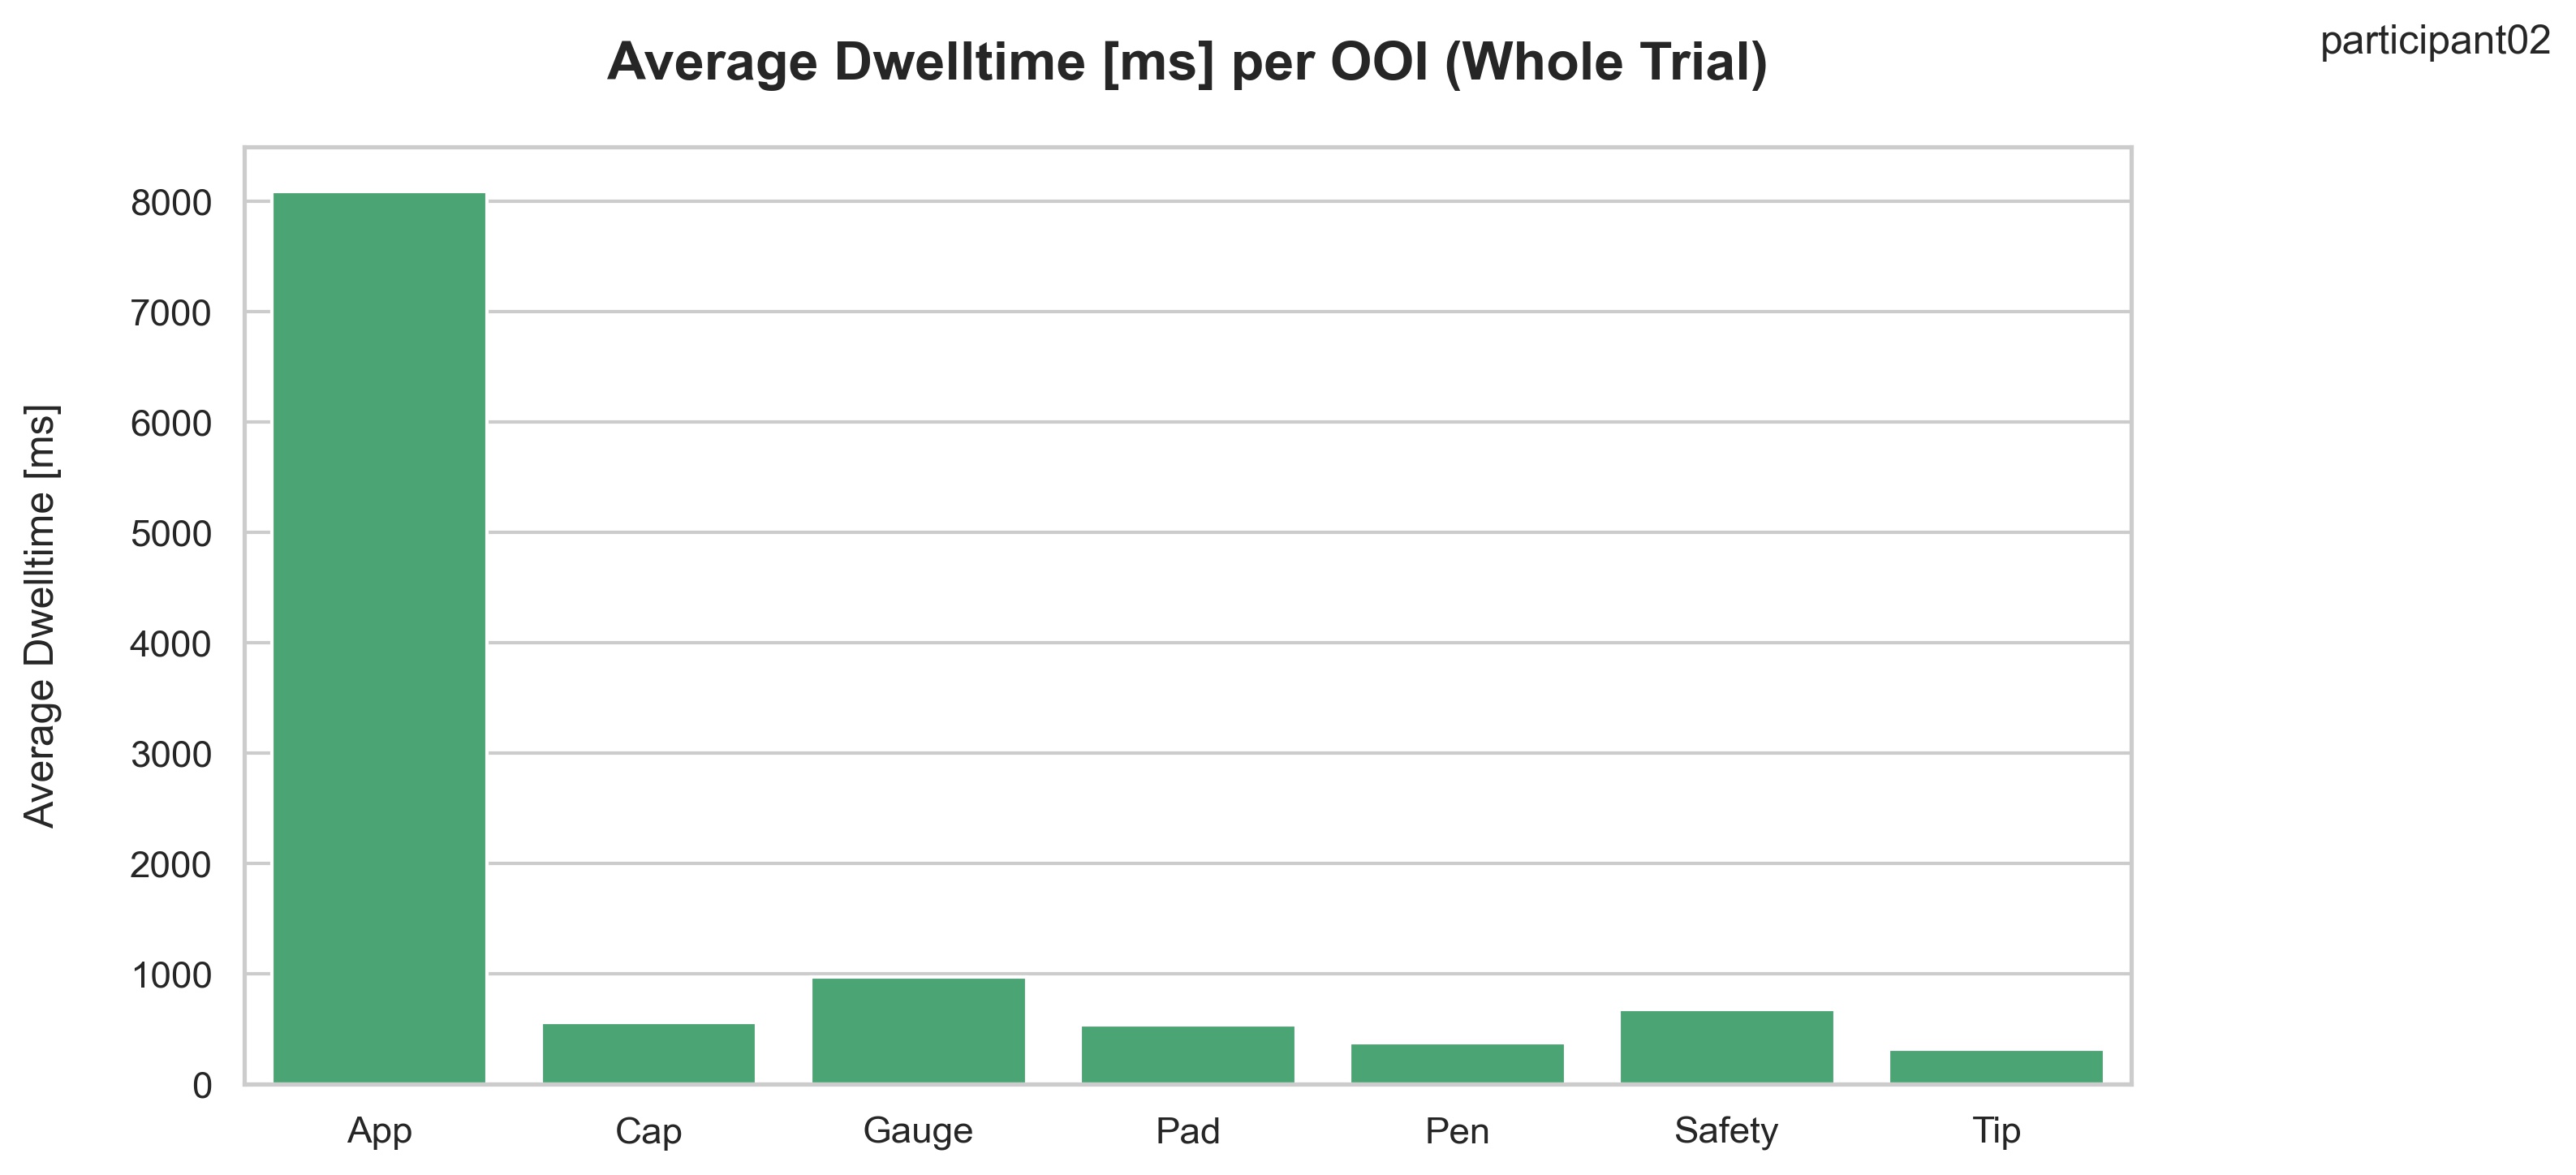 participant02
Average Dwelltime [ms] per OOI (Whole Trial)
Average Dwelltime [ms]
8000
7000
6000
5000
4000
3000
2000
1000
0
App Cap Gauge Pad Pen Safety Tip